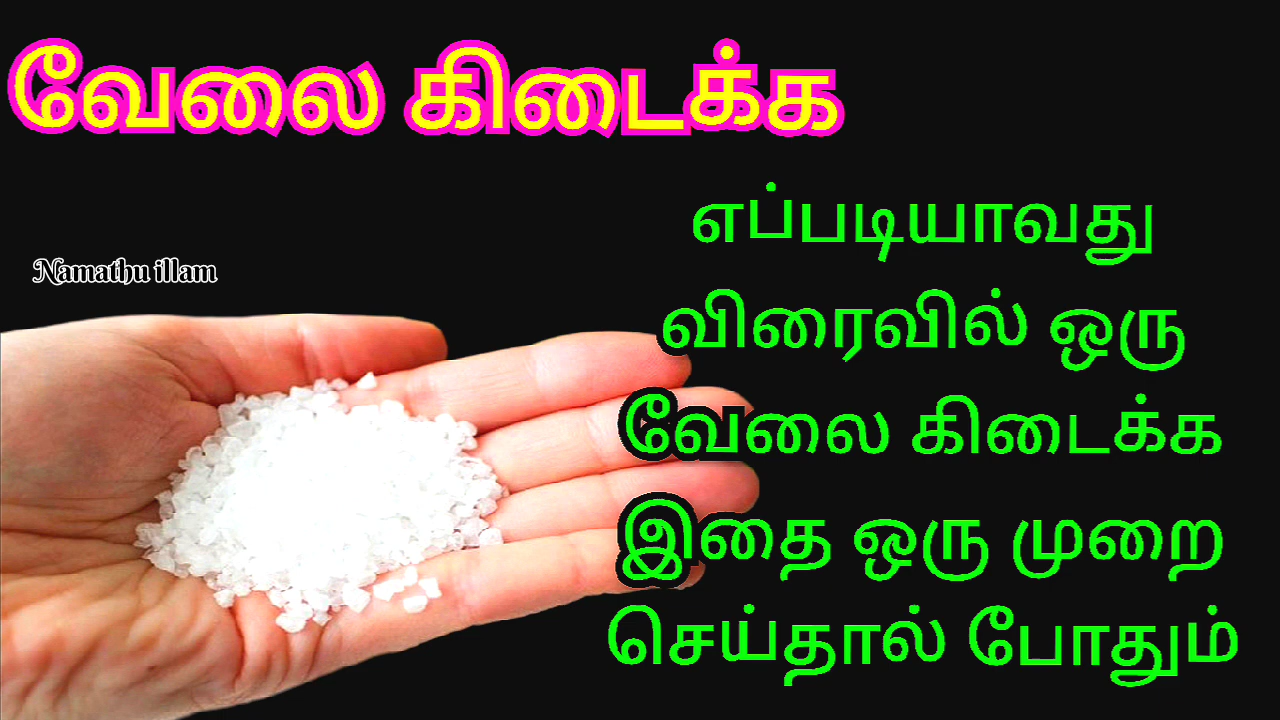 வேலை கிடைக்க
Namathu illam
எப்படியாவது
விரைவில் ஒரு
வேலை கிடைக்க
இதை ஒரு முறை
செய்தால் போதும்